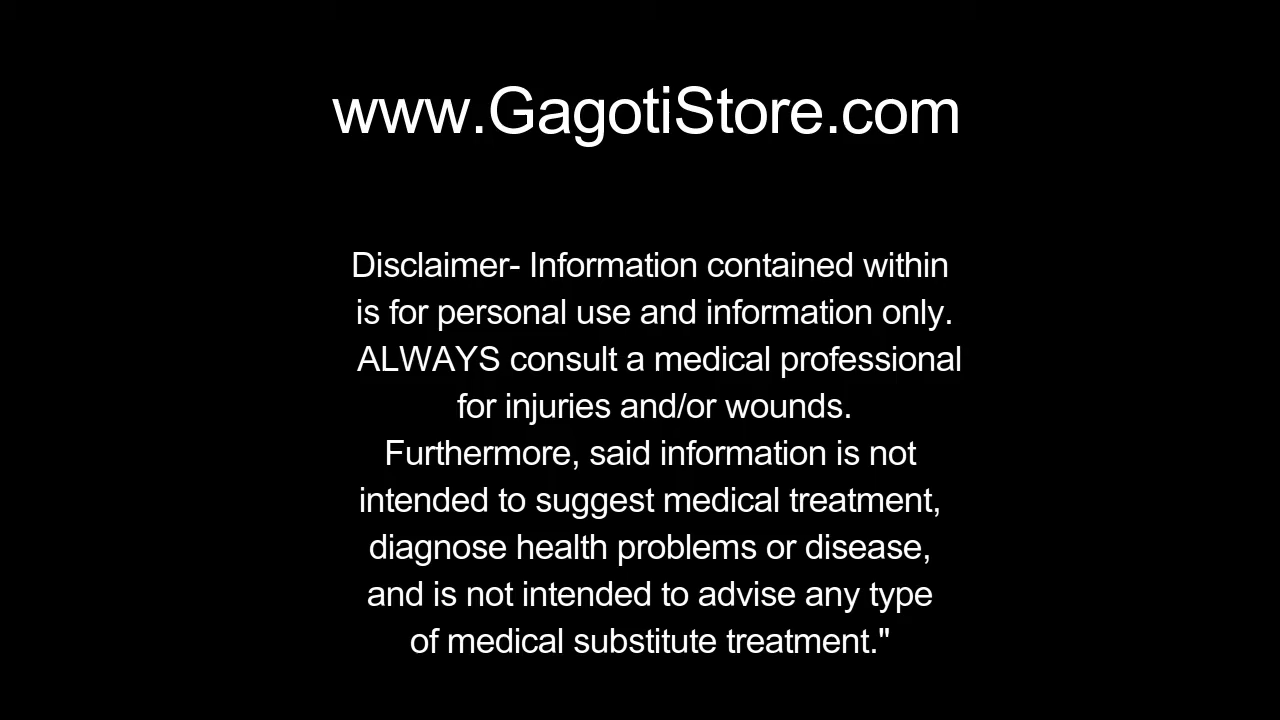 www.GagotiStore.com
Disclaimer- Information contained within
is for personal use and information only.
ALWAYS consult a medical professional
for injuries and/or wounds.
Furthermore, said information is not
intended to suggest medical treatment,
diagnose health problems or disease,
and is not intended to advise any type
of medical substitute treatment."